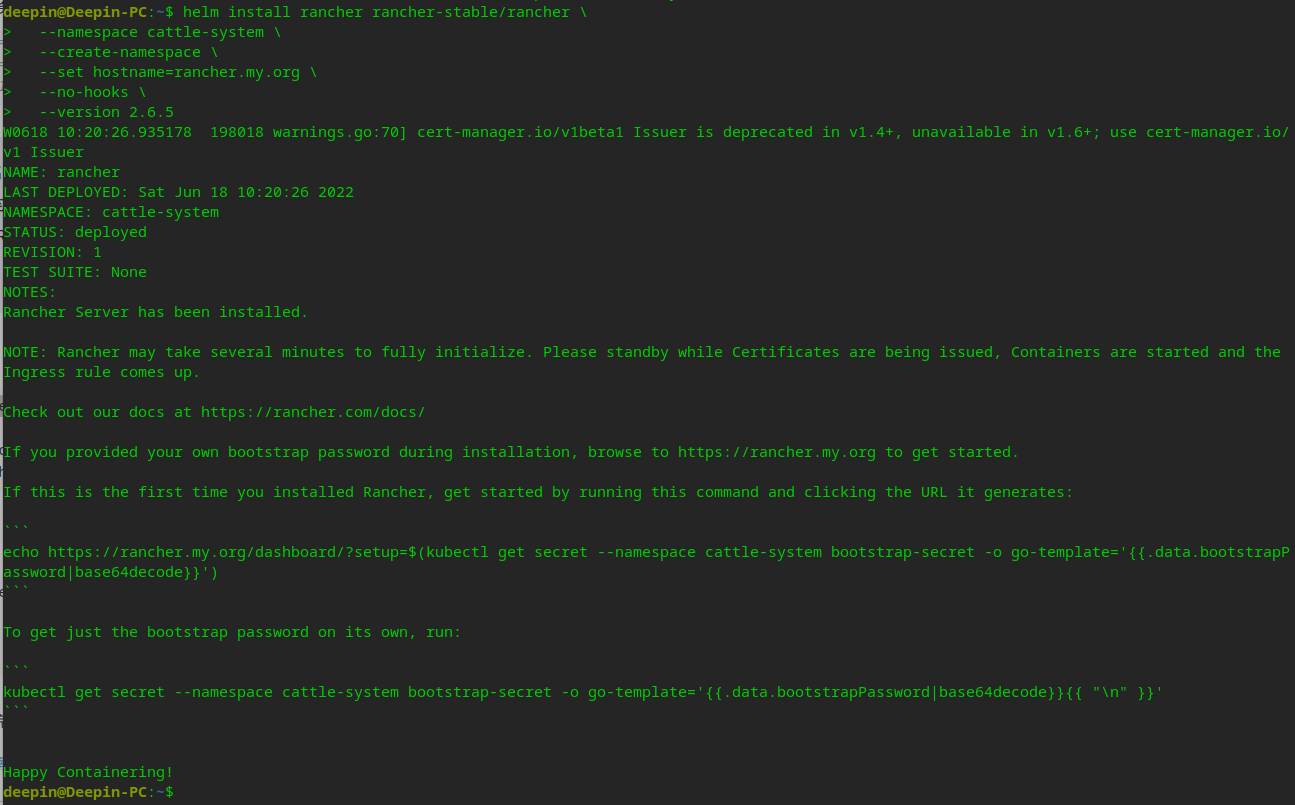 deepin@Deepin-PC:~$ helm install rancher rancher-stable/rancher \
>   --namespace cattle-system \
>   --create-namespace \
>   --set hostname=rancher.my.org \
>   --no-hooks \
>   --version 2.6.5
W0618 10:20:26.935178  198018 warnings.go:70] cert-manager.io/v1beta1 Issuer is deprecated in v1.4+, unavailable in v1.6+; use cert-manager.io/
v1 Issuer
NAME: rancher
LAST DEPLOYED: Sat Jun 18 10:20:26 2022
NAMESPACE: cattle-system
STATUS: deployed
REVISION: 1
TEST SUITE: None
NOTES:
Rancher Server has been installed.

NOTE: Rancher may take several minutes to fully initialize. Please standby while Certificates are being issued, Containers are started and the
Ingress rule comes up.

Check out our docs at https://rancher.com/docs/

If you provided your own bootstrap password during installation, browse to https://rancher.my.org to get started.

If this is the first time you installed Rancher, get started by running this command and clicking the URL it generates:

```
echo https://rancher.my.org/dashboard/?setup=$(kubectl get secret --namespace cattle-system bootstrap-secret -o go-template='{{.data.bootstrapP
assword|base64decode}}')
```

To get just the bootstrap password on its own, run:

```
kubectl get secret --namespace cattle-system bootstrap-secret -o go-template='{{.data.bootstrapPassword|base64decode}}{{ "\n" }}'
```

Happy Containering!
deepin@Deepin-PC:~$